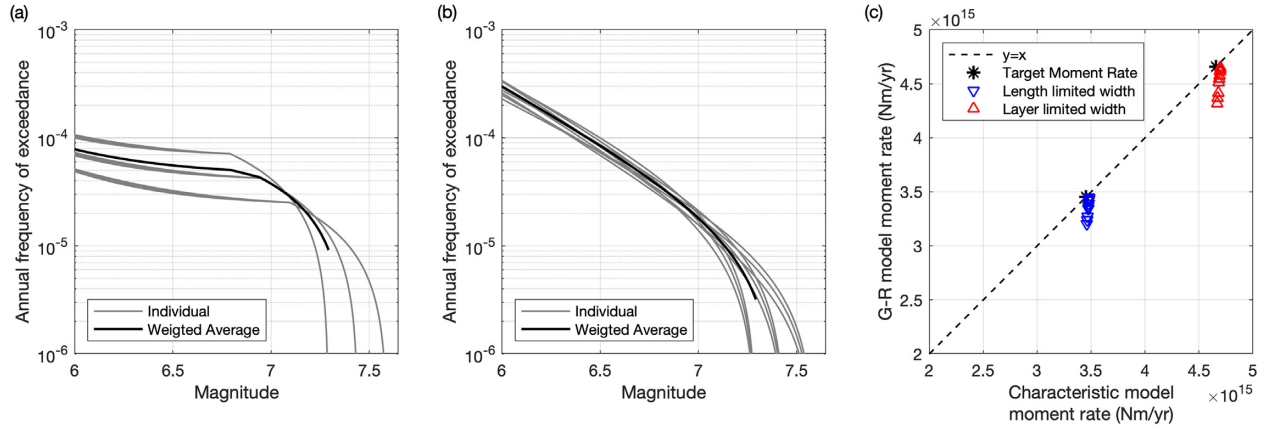 (a)
10^-3
10^-4
10^-5
10^-6
Annual frequency of exceedance
Individual
Weigted Average
6
6.5
7
7.5
Magnitude
(b)
10^-3
10^-4
10^-5
10^-6
Annual frequency of exceedance
Individual
Weigted Average
6
6.5
7
7.5
Magnitude
(c)
×10^15
5
4.5
4
3.5
3
2.5
2
G-R model moment rate (Nm/yr)
y=x
Target Moment Rate
Length limited width
Layer limited width
2
2.5
3
3.5
4
4.5
5
Characteristic model
moment rate (Nm/yr)
×10^15